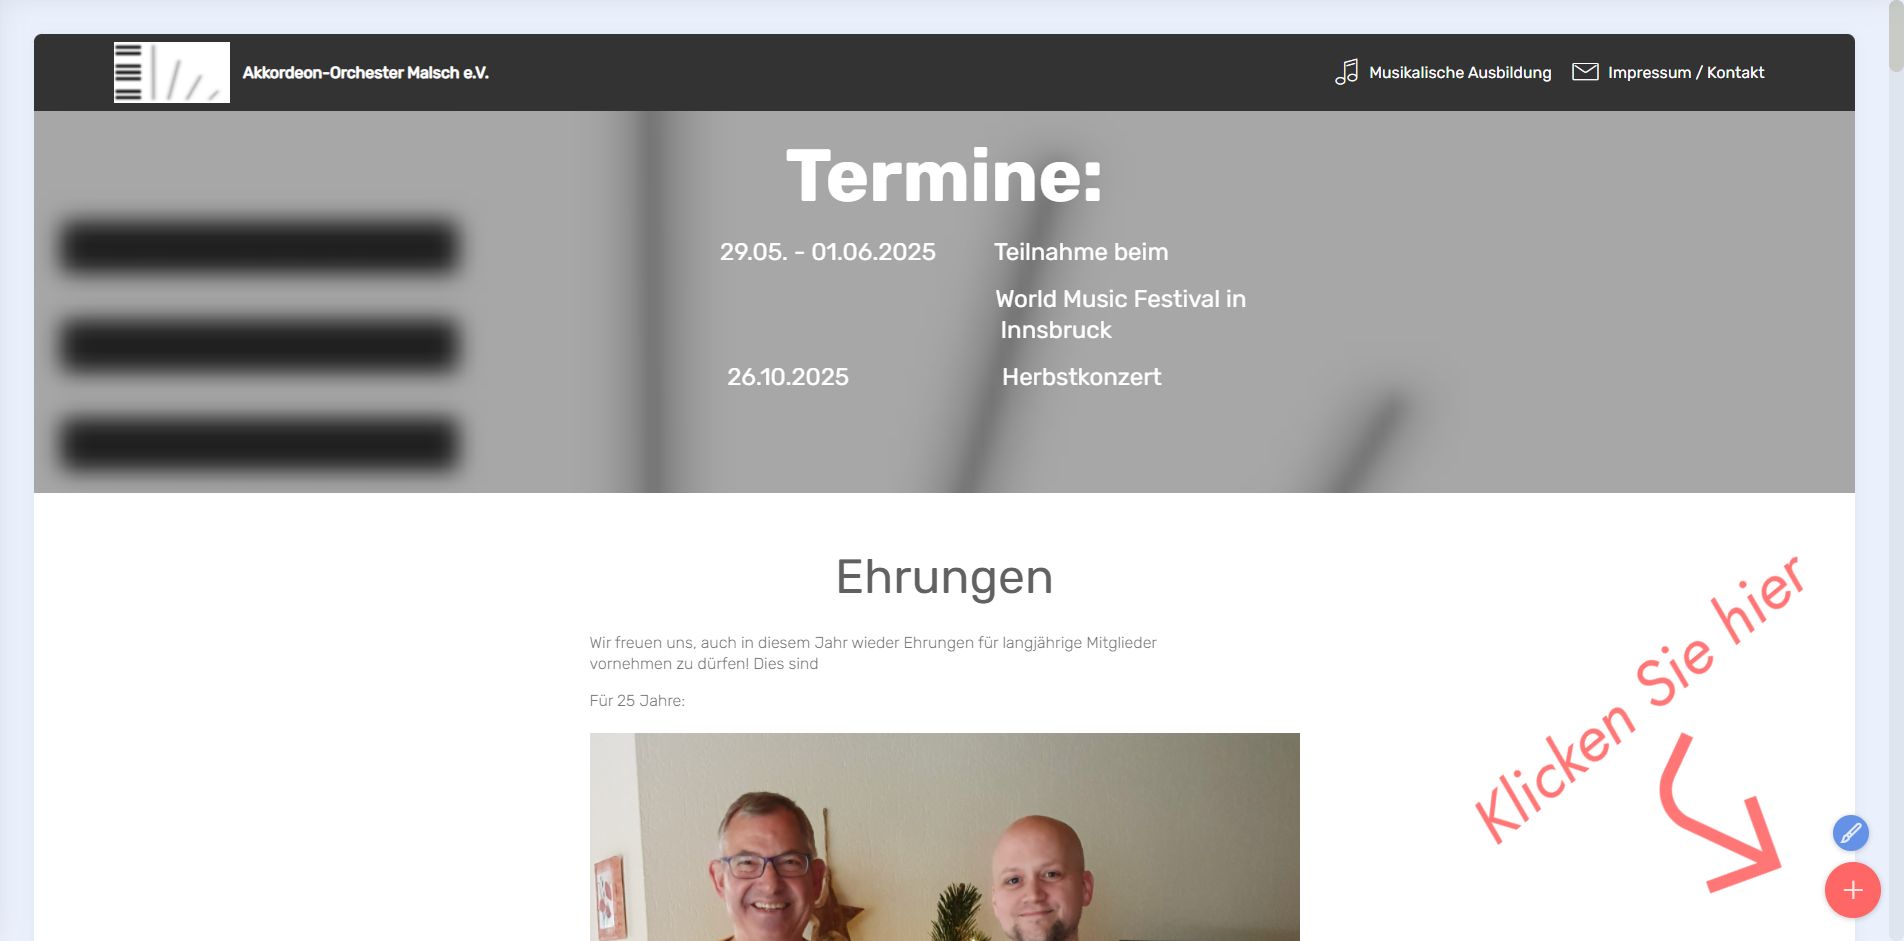 Akkordeon-Orchester Malsch e.V.
Musikalische Ausbildung
Impressum / Kontakt
Termine:
29.05. - 01.06.2025 Teilnahme beim
World Music Festival in
Innsbruck
26.10.2025 Herbstkonzert
Ehrungen
Wir freuen uns, auch in diesem Jahr wieder Ehrungen für langjährige Mitglieder
vornehmen zu dürfen! Dies sind
Für 25 Jahre:
Klicken Sie hier